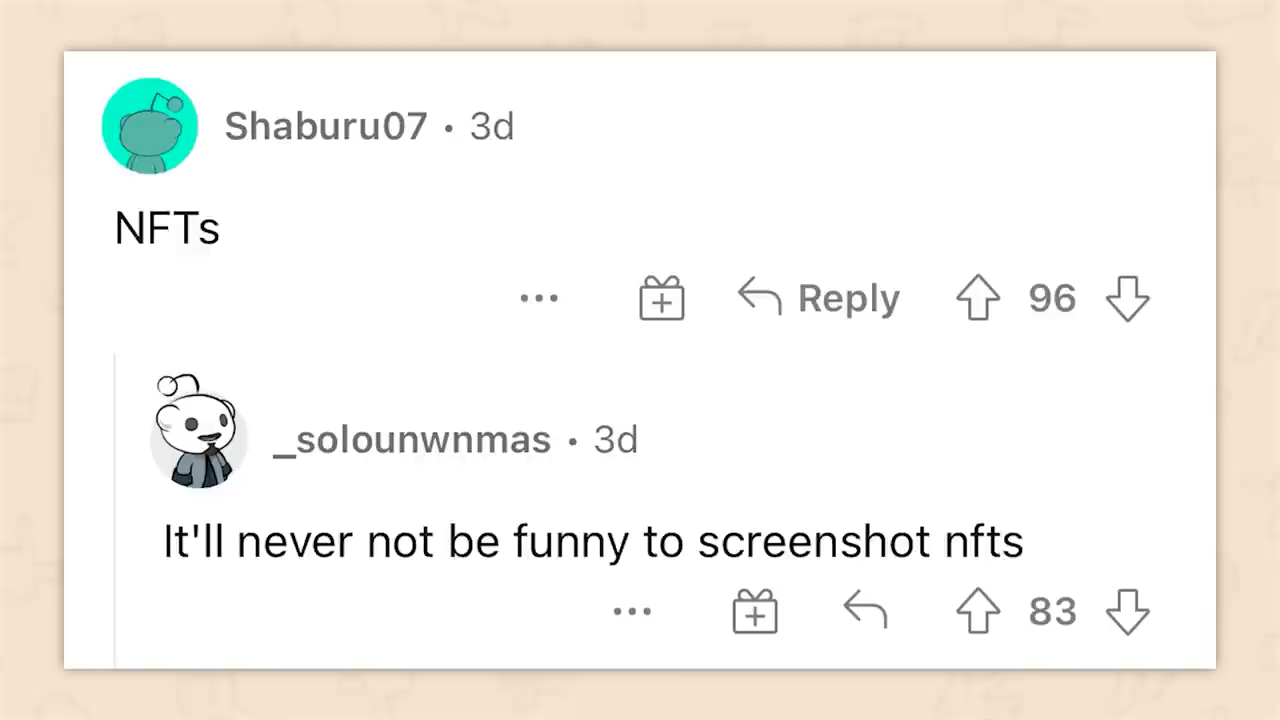 Shaburu07 • 3d
NFTs
Reply 96
_solounwnmas • 3d
It'll never not be funny to screenshot nfts
83